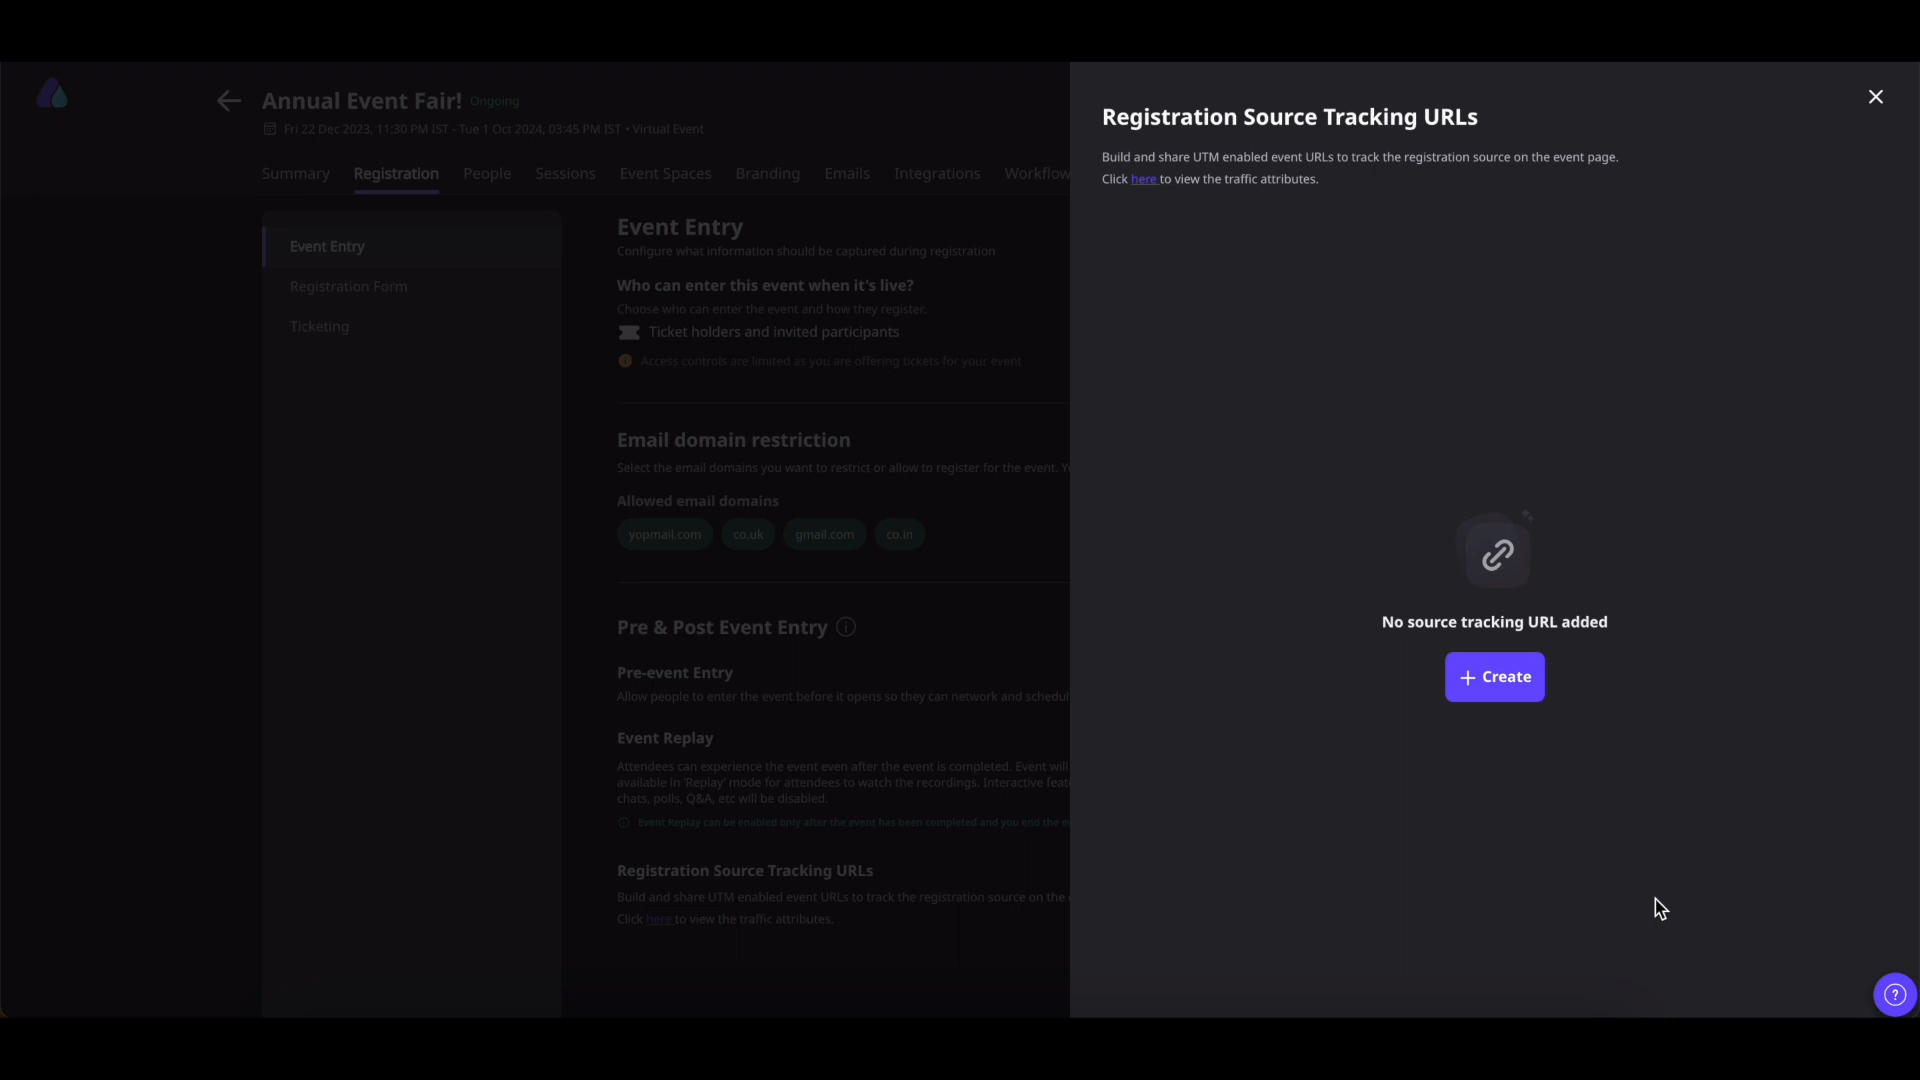 Annual Event Fair! Ongoing
Fri 22 Dec 2023, 11:30 PM IST - Tue 1 Oct 2024, 03:45 PM IST • Virtual Event
Summary Registration People Sessions Event Spaces Branding Emails Integrations Workflow
Event Entry
Registration Form
Ticketing
Event Entry
Configure what information should be captured during registration
Who can enter this event when it's live?
Choose who can enter the event and how they register.
Ticket holders and invited participants
Access controls are limited as you are offering tickets for your event
Email domain restriction
Select the email domains you want to restrict or allow to register for the event.
Allowed email domains
yopmail.com co.uk gmail.com co.in
Pre & Post Event Entry
Pre-event Entry
Allow people to enter the event before it opens so they can network and schedul
Event Replay
Attendees can experience the event even after the event is completed. Event will
available in 'Replay' mode for attendees to watch the recordings. Interactive feat
chats, polls, Q&A, etc will be disabled.
Event Replay can be enabled only after the event has been completed and you end the e
Registration Source Tracking URLs
Build and share UTM enabled event URLs to track the registration source on the
Click here to view the traffic attributes.
Registration Source Tracking URLs
Build and share UTM enabled event URLs to track the registration source on the event page.
Click here to view the traffic attributes.
No source tracking URL added
+ Create